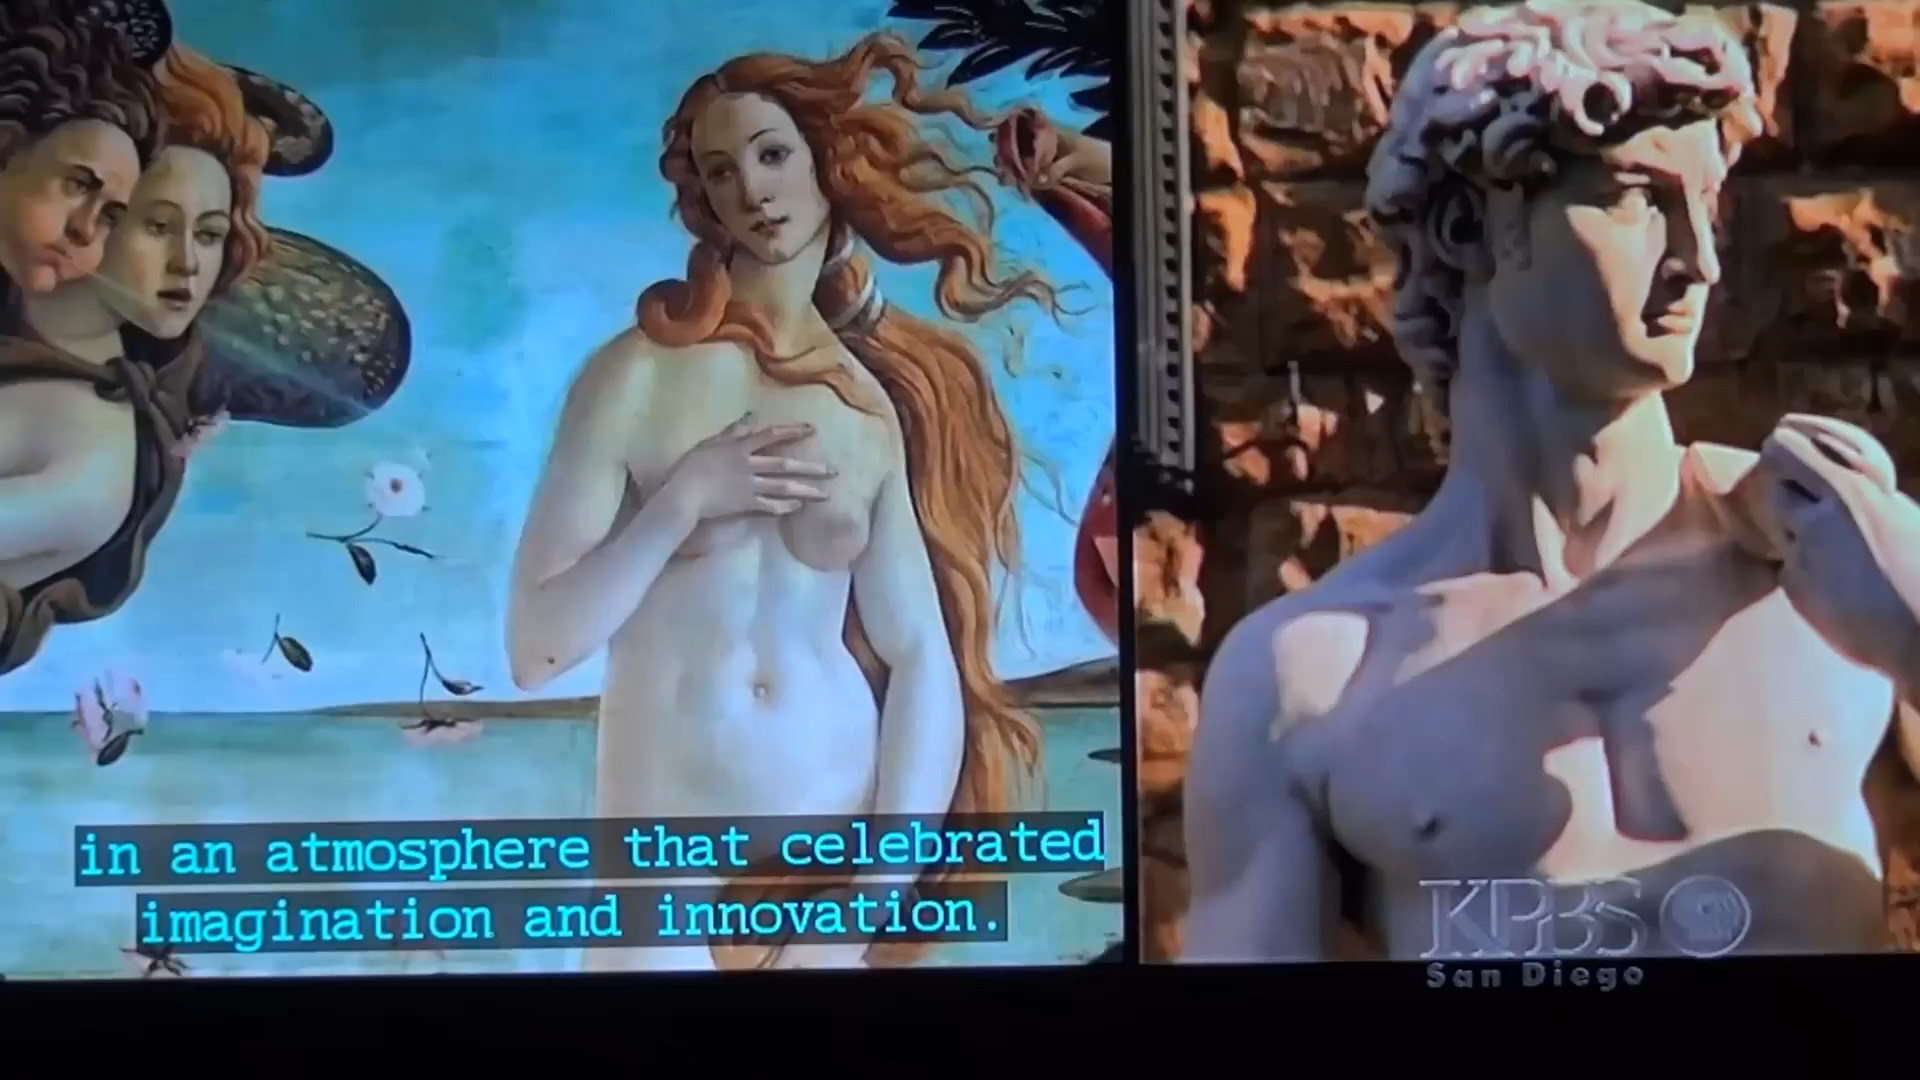 in an atmosphere that celebrated
imagination and innovation.
KPBS
San Diego